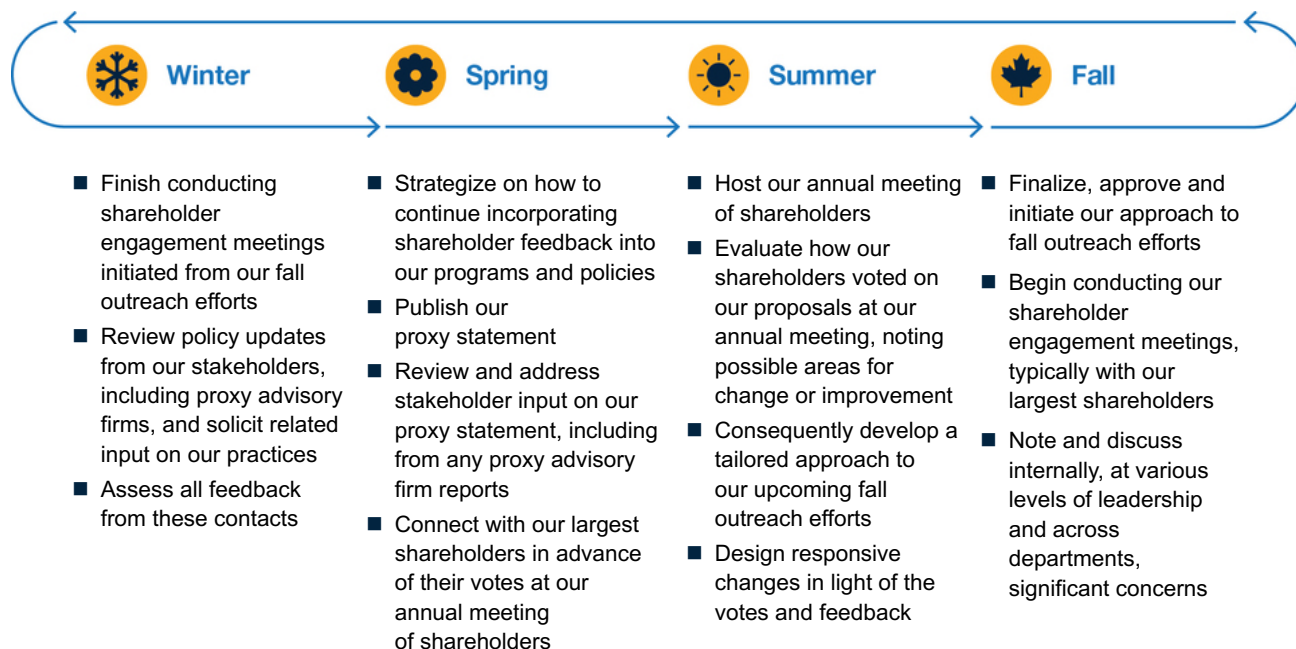 Winter
Spring
Summer
Fall
■ Finish conducting
shareholder
engagement meetings
initiated from our fall
outreach efforts
■ Review policy updates
from our stakeholders,
including proxy advisory
firms, and solicit related
input on our practices
■ Assess all feedback
from these contacts
■ Strategize on how to
continue incorporating
shareholder feedback into
our programs and policies
■ Publish our
proxy statement
■ Review and address
stakeholder input on our
proxy statement, including
from any proxy advisory
firm reports
■ Connect with our largest
shareholders in advance
of their votes at our
annual meeting
of shareholders
■ Host our annual meeting
of shareholders
■ Evaluate how our
shareholders voted on
our proposals at our
annual meeting, noting
possible areas for
change or improvement
■ Consequently develop a
tailored approach to
our upcoming fall
outreach efforts
■ Design responsive
changes in light of the
votes and feedback
■ Finalize, approve and
initiate our approach to
fall outreach efforts
■ Begin conducting our
shareholder
engagement meetings,
typically with our
largest shareholders
■ Note and discuss
internally, at various
levels of leadership
and across
departments,
significant concerns